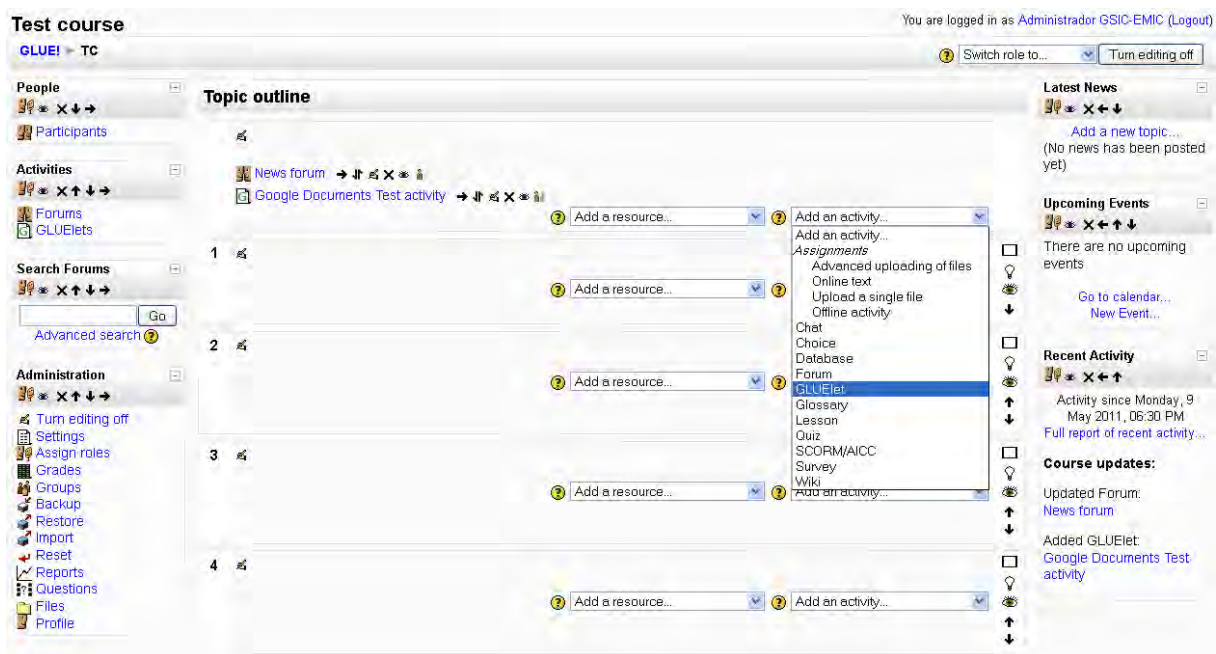 Test course
You are logged in as Administrador GSIC-EMIC (Logout)
GLUE! ► TC
Switch role to...
Turn editing off
People
Participants
Activities
Forums
GLUElets
Search Forums
Go
Advanced search
Administration
Turn editing off
Settings
Assign roles
Grades
Groups
Backup
Restore
Import
Reset
Reports
Questions
Files
Profile
Topic outline
News forum
Google Documents Test activity
Add a resource...
Add an activity...
Add an activity...
Assignments
Advanced uploading of files
Online text
Upload a single file
Offline activity
Chat
Choice
Database
Forum
GLUElet
Glossary
Lesson
Quiz
SCORM/AICC
Survey
Wiki
1
Add a resource...
2
Add a resource...
3
Add a resource...
Add an activity...
4
Add a resource...
Add an activity...
Latest News
Add a new topic...
(No news has been posted
yet)
Upcoming Events
There are no upcoming
events
Go to calendar...
New Event...
Recent Activity
Activity since Monday, 9
May 2011, 06:30 PM
Full report of recent activity...
Course updates:
Updated Forum:
News forum
Added GLUElet:
Google Documents Test
activity